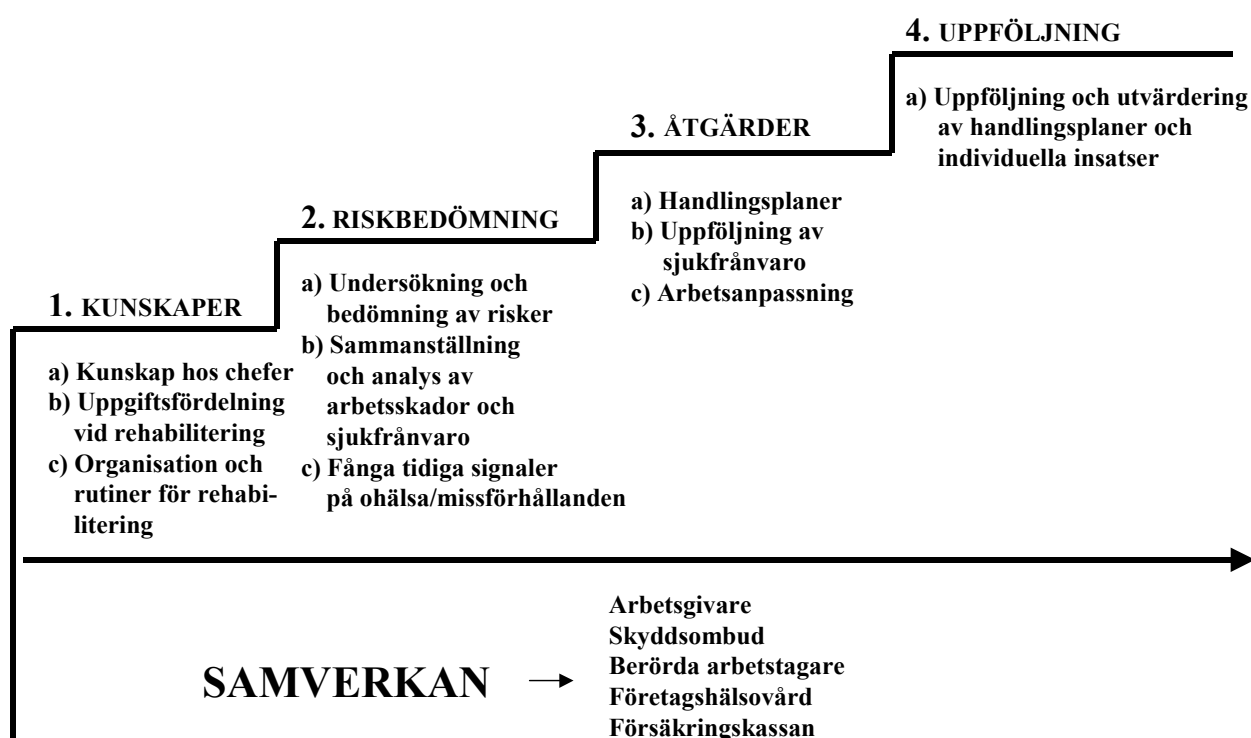 1. KUNSKAPER
a) Kunskap hos chefer
b) Uppgiftsfördelning
vid rehabilitering
c) Organisation och
rutiner för rehabi-
litering
2. RISKBEDÖMNING
a) Undersökning och
bedömning av risker
b) Sammanställning
och analys av
arbetsskador och
sjukfrånvaro
c) Fånga tidiga signaler
på ohälsa/missförhållanden
3. ÅTGÄRDER
a) Handlingsplaner
b) Uppföljning av
sjukfrånvaro
c) Arbetsanpassning
4. UPPFÖLJNING
a) Uppföljning och utvärdering
av handlingsplaner och
individuella insatser
SAMVERKAN
Arbetsgivare
Skyddsombud
Berörda arbetstagare
Företagshälsovård
Försäkringskassan